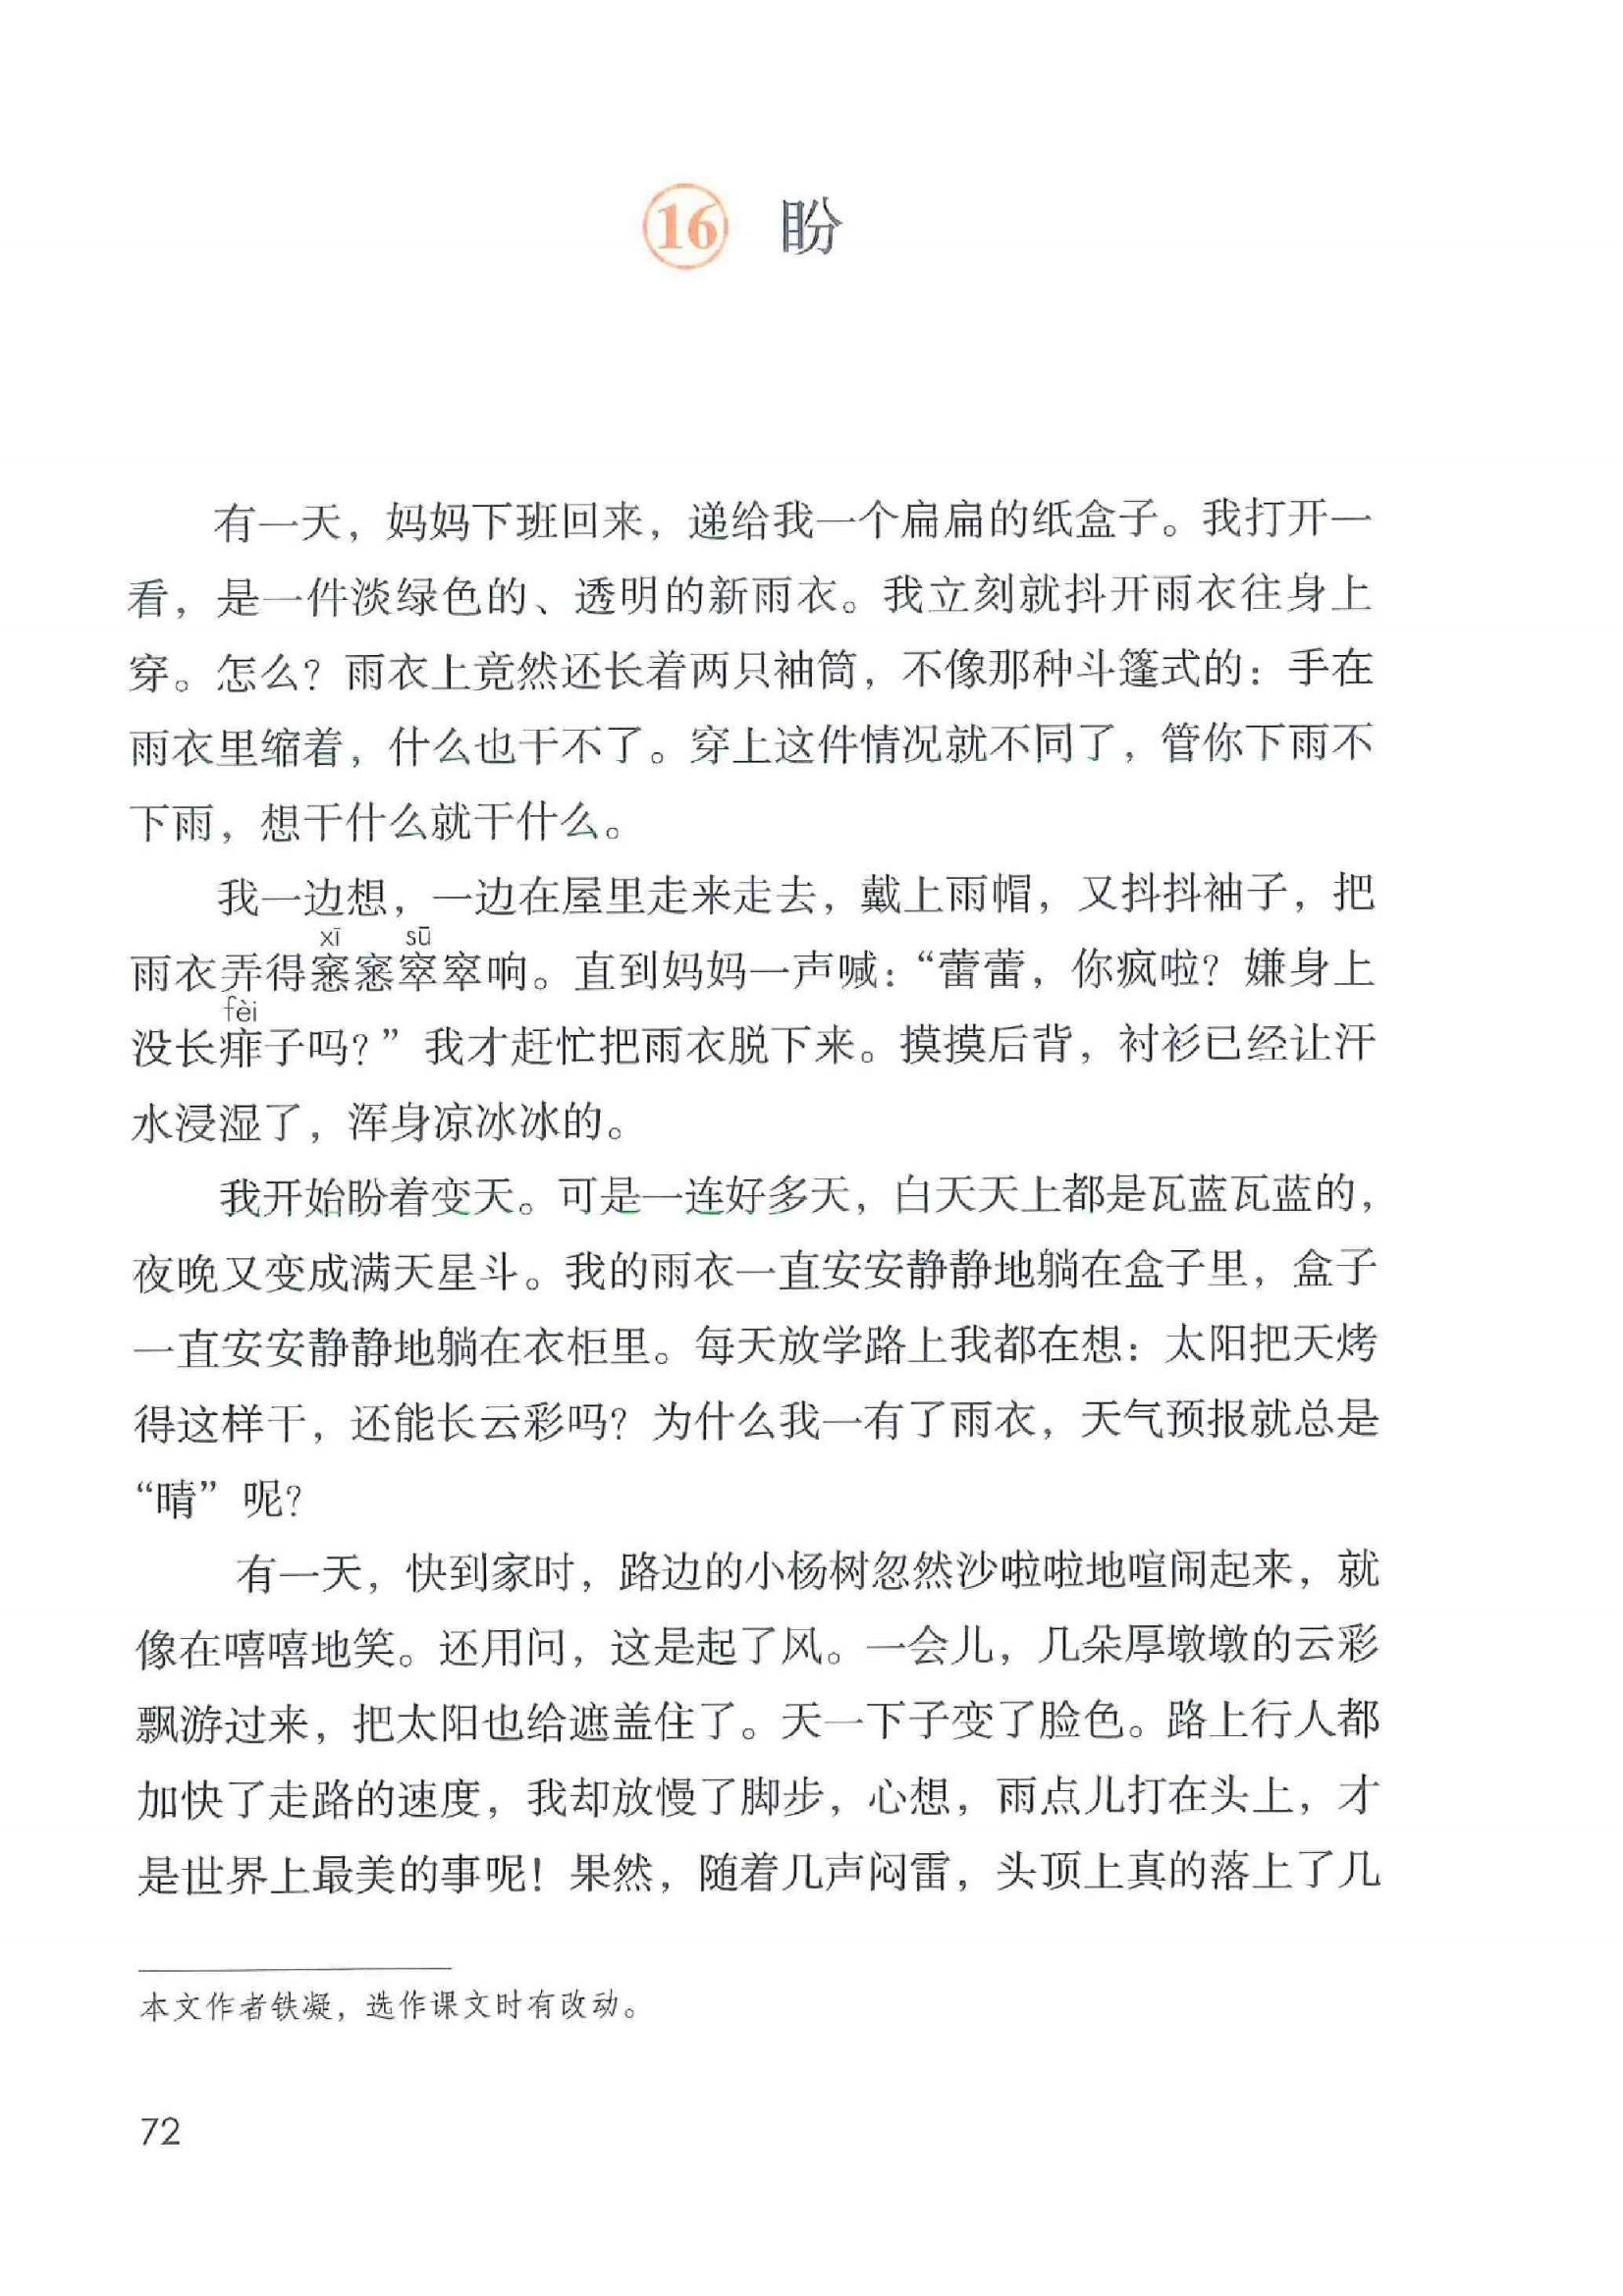 16 盼
有一天，妈妈下班回来，递给我一个扁扁的纸盒子。我打开一
看，是一件淡绿色的、透明的新雨衣。我立刻就抖开雨衣往身上
穿。怎么？雨衣上竟然还长着两只袖筒，不像那种斗篷式的：手在
雨衣里缩着，什么也干不了。穿上这件情况就不同了，管你下雨不
下雨，想干什么就干什么。
我一边想，一边在屋里走来走去，戴上雨帽，又抖抖袖子，把
xī sū
雨衣弄得窸窸窣窣响。直到妈妈一声喊：“蕾蕾，你疯啦？嫌身上
fèi
没长痱子吗？”我才赶忙把雨衣脱下来。摸摸后背，衬衫已经让汗
水浸湿了，浑身凉冰冰的。
我开始盼着变天。可是一连好多天，白天天上都是瓦蓝瓦蓝的，
夜晚又变成满天星斗。我的雨衣一直安安静静地躺在盒子里，盒子
一直安安静静地躺在衣柜里。每天放学路上我都在想：太阳把天烤
得这样干，还能长云彩吗？为什么我一有了雨衣，天气预报就总是
“晴”呢？
有一天，快到家时，路边的小杨树忽然沙啦啦地喧闹起来，就
像在嘻嘻地笑。还用问，这是起了风。一会儿，几朵厚墩墩的云彩
飘游过来，把太阳也给遮盖住了。天一下子变了脸色。路上行人都
加快了走路的速度，我却放慢了脚步，心想，雨点儿打在头上，才
是世界上最美的事呢！果然，随着几声闷雷，头顶上真的落上了几
本文作者铁凝，选作课文时有改动。
72